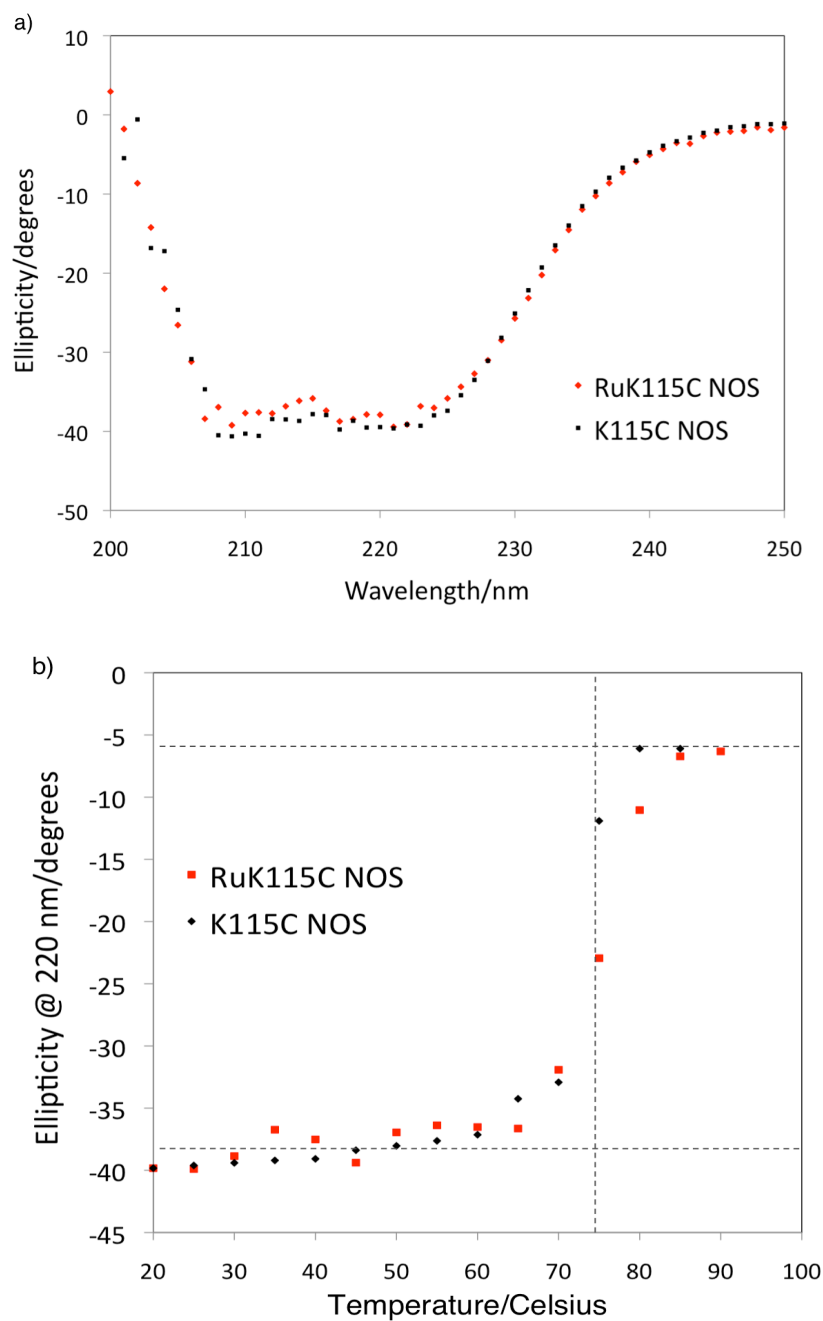 a)
10
0
-10
-20
-30
-40
-50
Ellipticity/degrees
RuK115C NOS
K115C NOS
200 210 220 230 240 250
Wavelength/nm
b)
0
-5
-10
-15
-20
-25
-30
-35
-40
-45
Ellipticity @ 220 nm/degrees
RuK115C NOS
K115C NOS
20 30 40 50 60 70 80 90 100
Temperature/Celsius